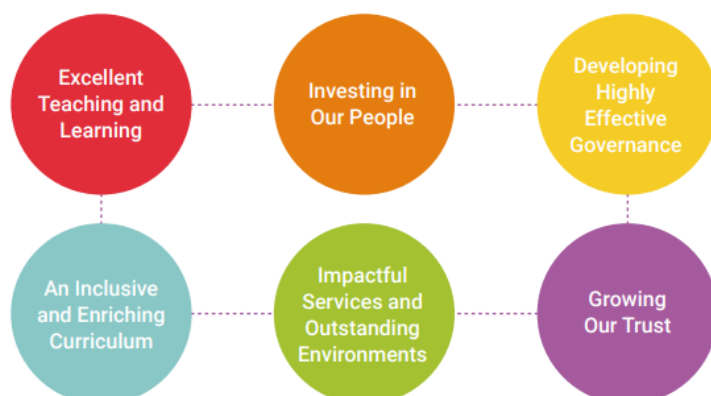 Excellent
Teaching and
Learning
Investing in
Our People
Developing
Highly
Effective
Governance
An Inclusive
and Enriching
Curriculum
Impactful
Services and
Outstanding
Environments
Growing
Our Trust